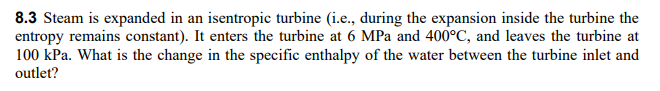 8.3 Steam is expanded in an isentropic turbine (i.e., during the expansion inside the turbine the
entropy remains constant). It enters the turbine at 6 MPa and 400°C, and leaves the turbine at
100 kPa. What is the change in the specific enthalpy of the water between the turbine inlet and
outlet?